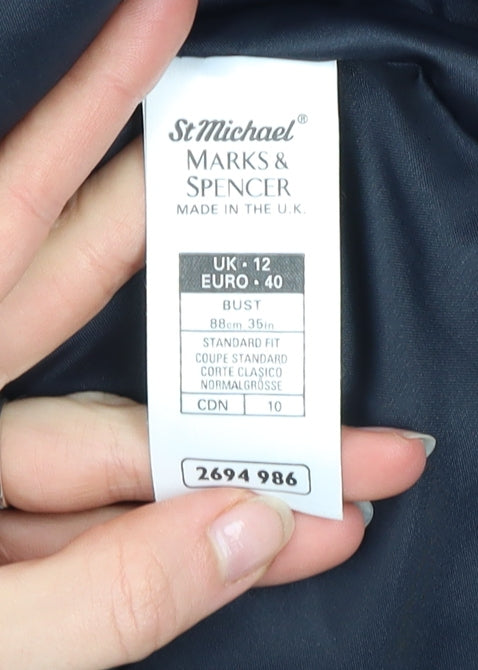 St Michael®
MARKS &
SPENCER
MADE IN THE U.K.
UK · 12
EURO · 40
BUST
88cm 35in
STANDARD FIT
COUPE STANDARD
CORTE CLASICO
NORMALGRÖSSE
CDN 10
2694 986